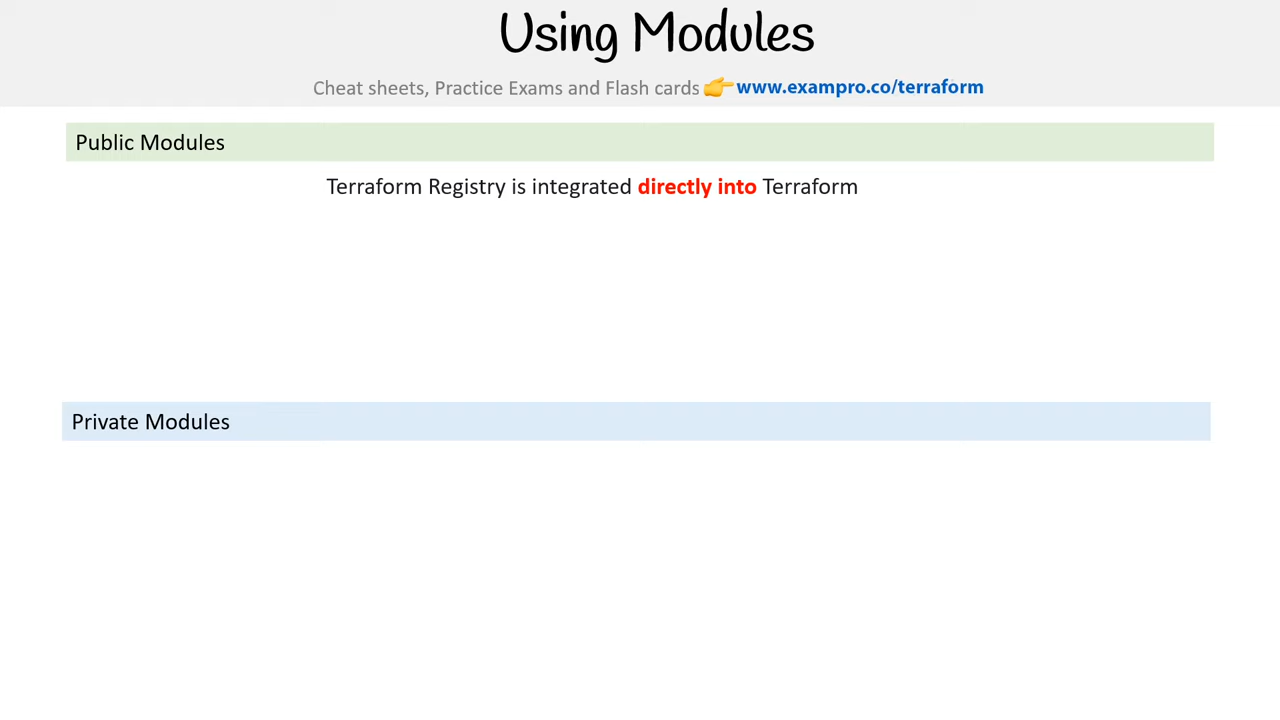 Using Modules
Cheat sheets, Practice Exams and Flash cards 👉 www.exampro.co/terraform
Public Modules
Terraform Registry is integrated directly into Terraform
Private Modules